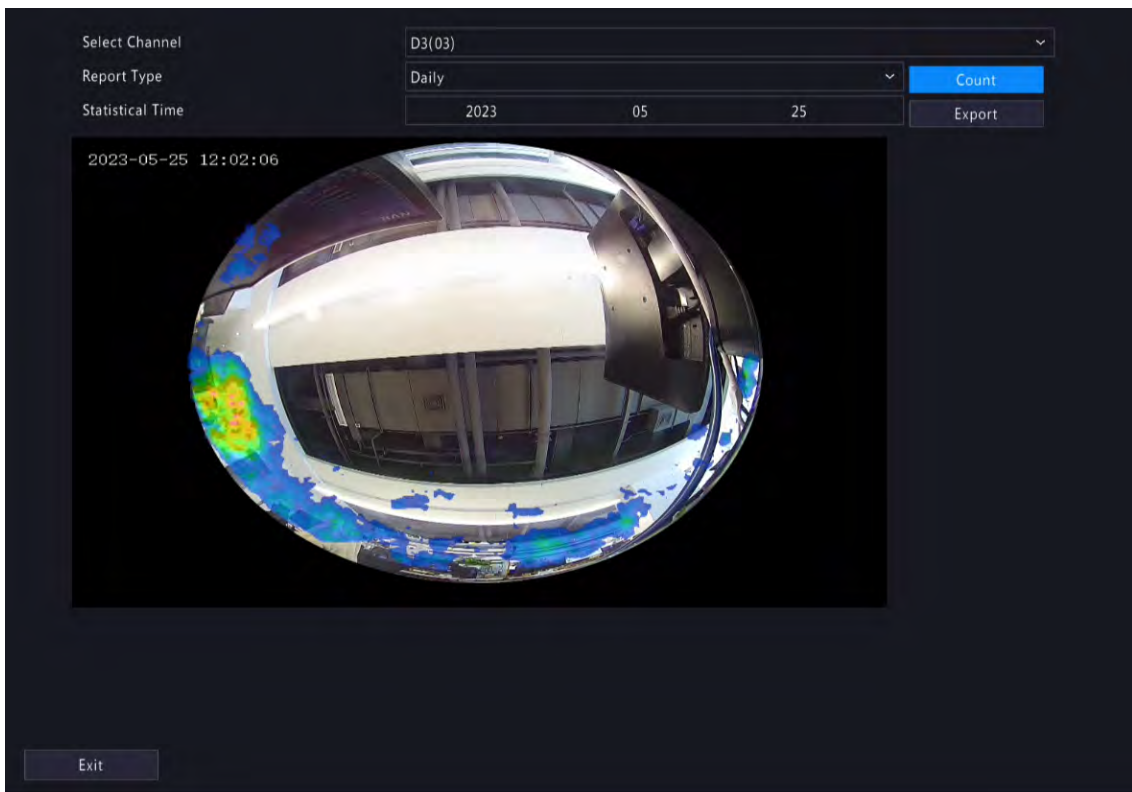 Select Channel D3(03)
Report Type Daily Count
Statistical Time 2023 05 25 Export
2023-05-25 12:02:06
Exit